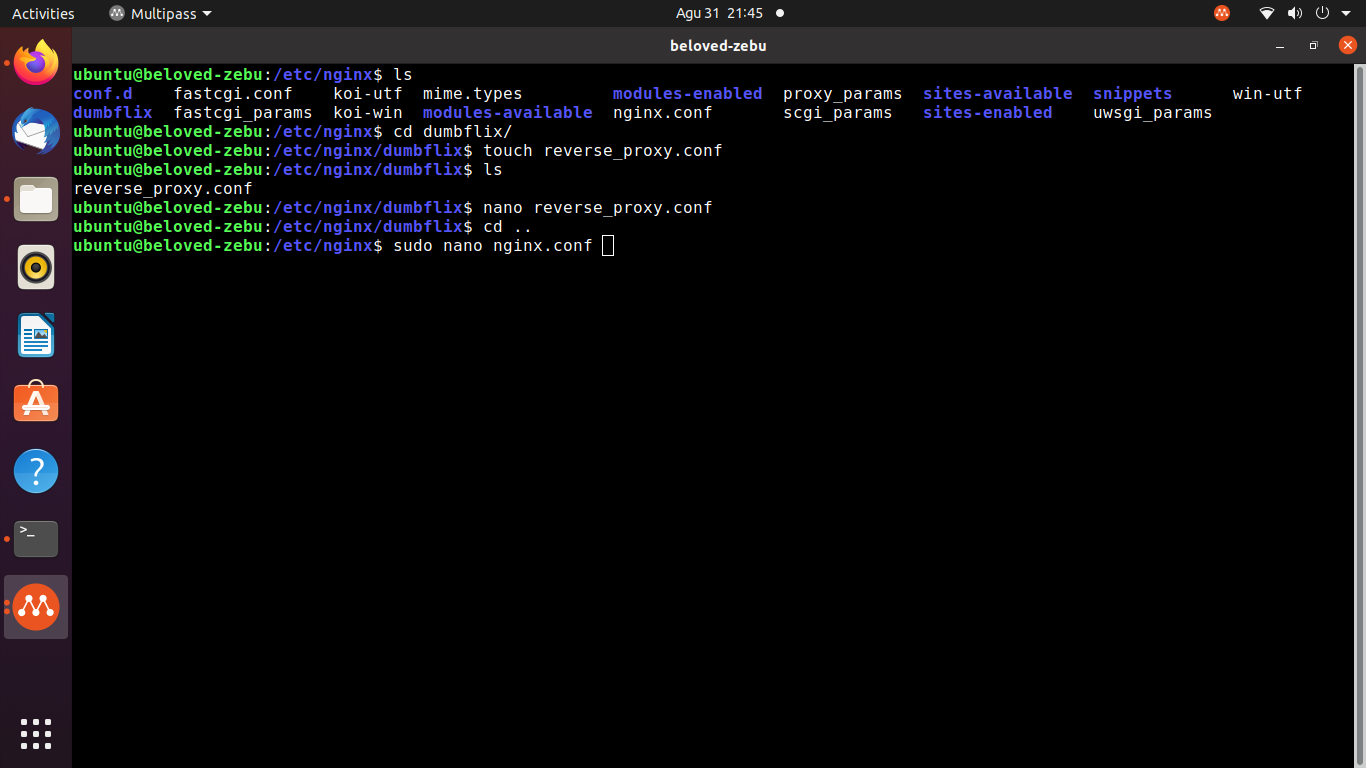 Activities Multipass Agu 31 21:45
beloved-zebu
ubuntu@beloved-zebu:/etc/nginx$ ls
conf.d fastcgi.conf koi-utf mime.types modules-enabled proxy_params sites-available snippets win-utf
dumbflix fastcgi_params koi-win modules-available nginx.conf scgi_params sites-enabled uwsgi_params
ubuntu@beloved-zebu:/etc/nginx$ cd dumbflix/
ubuntu@beloved-zebu:/etc/nginx/dumbflix$ touch reverse_proxy.conf
ubuntu@beloved-zebu:/etc/nginx/dumbflix$ ls
reverse_proxy.conf
ubuntu@beloved-zebu:/etc/nginx/dumbflix$ nano reverse_proxy.conf
ubuntu@beloved-zebu:/etc/nginx/dumbflix$ cd ..
ubuntu@beloved-zebu:/etc/nginx$ sudo nano nginx.conf